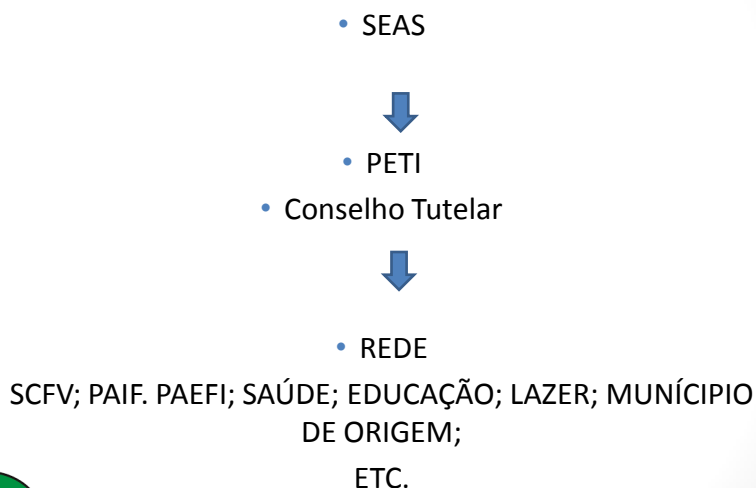 • SEAS
• PETI
• Conselho Tutelar
• REDE
SCFV; PAIF. PAEFI; SAÚDE; EDUCAÇÃO; LAZER; MUNÍCIPIO
DE ORIGEM;
ETC.